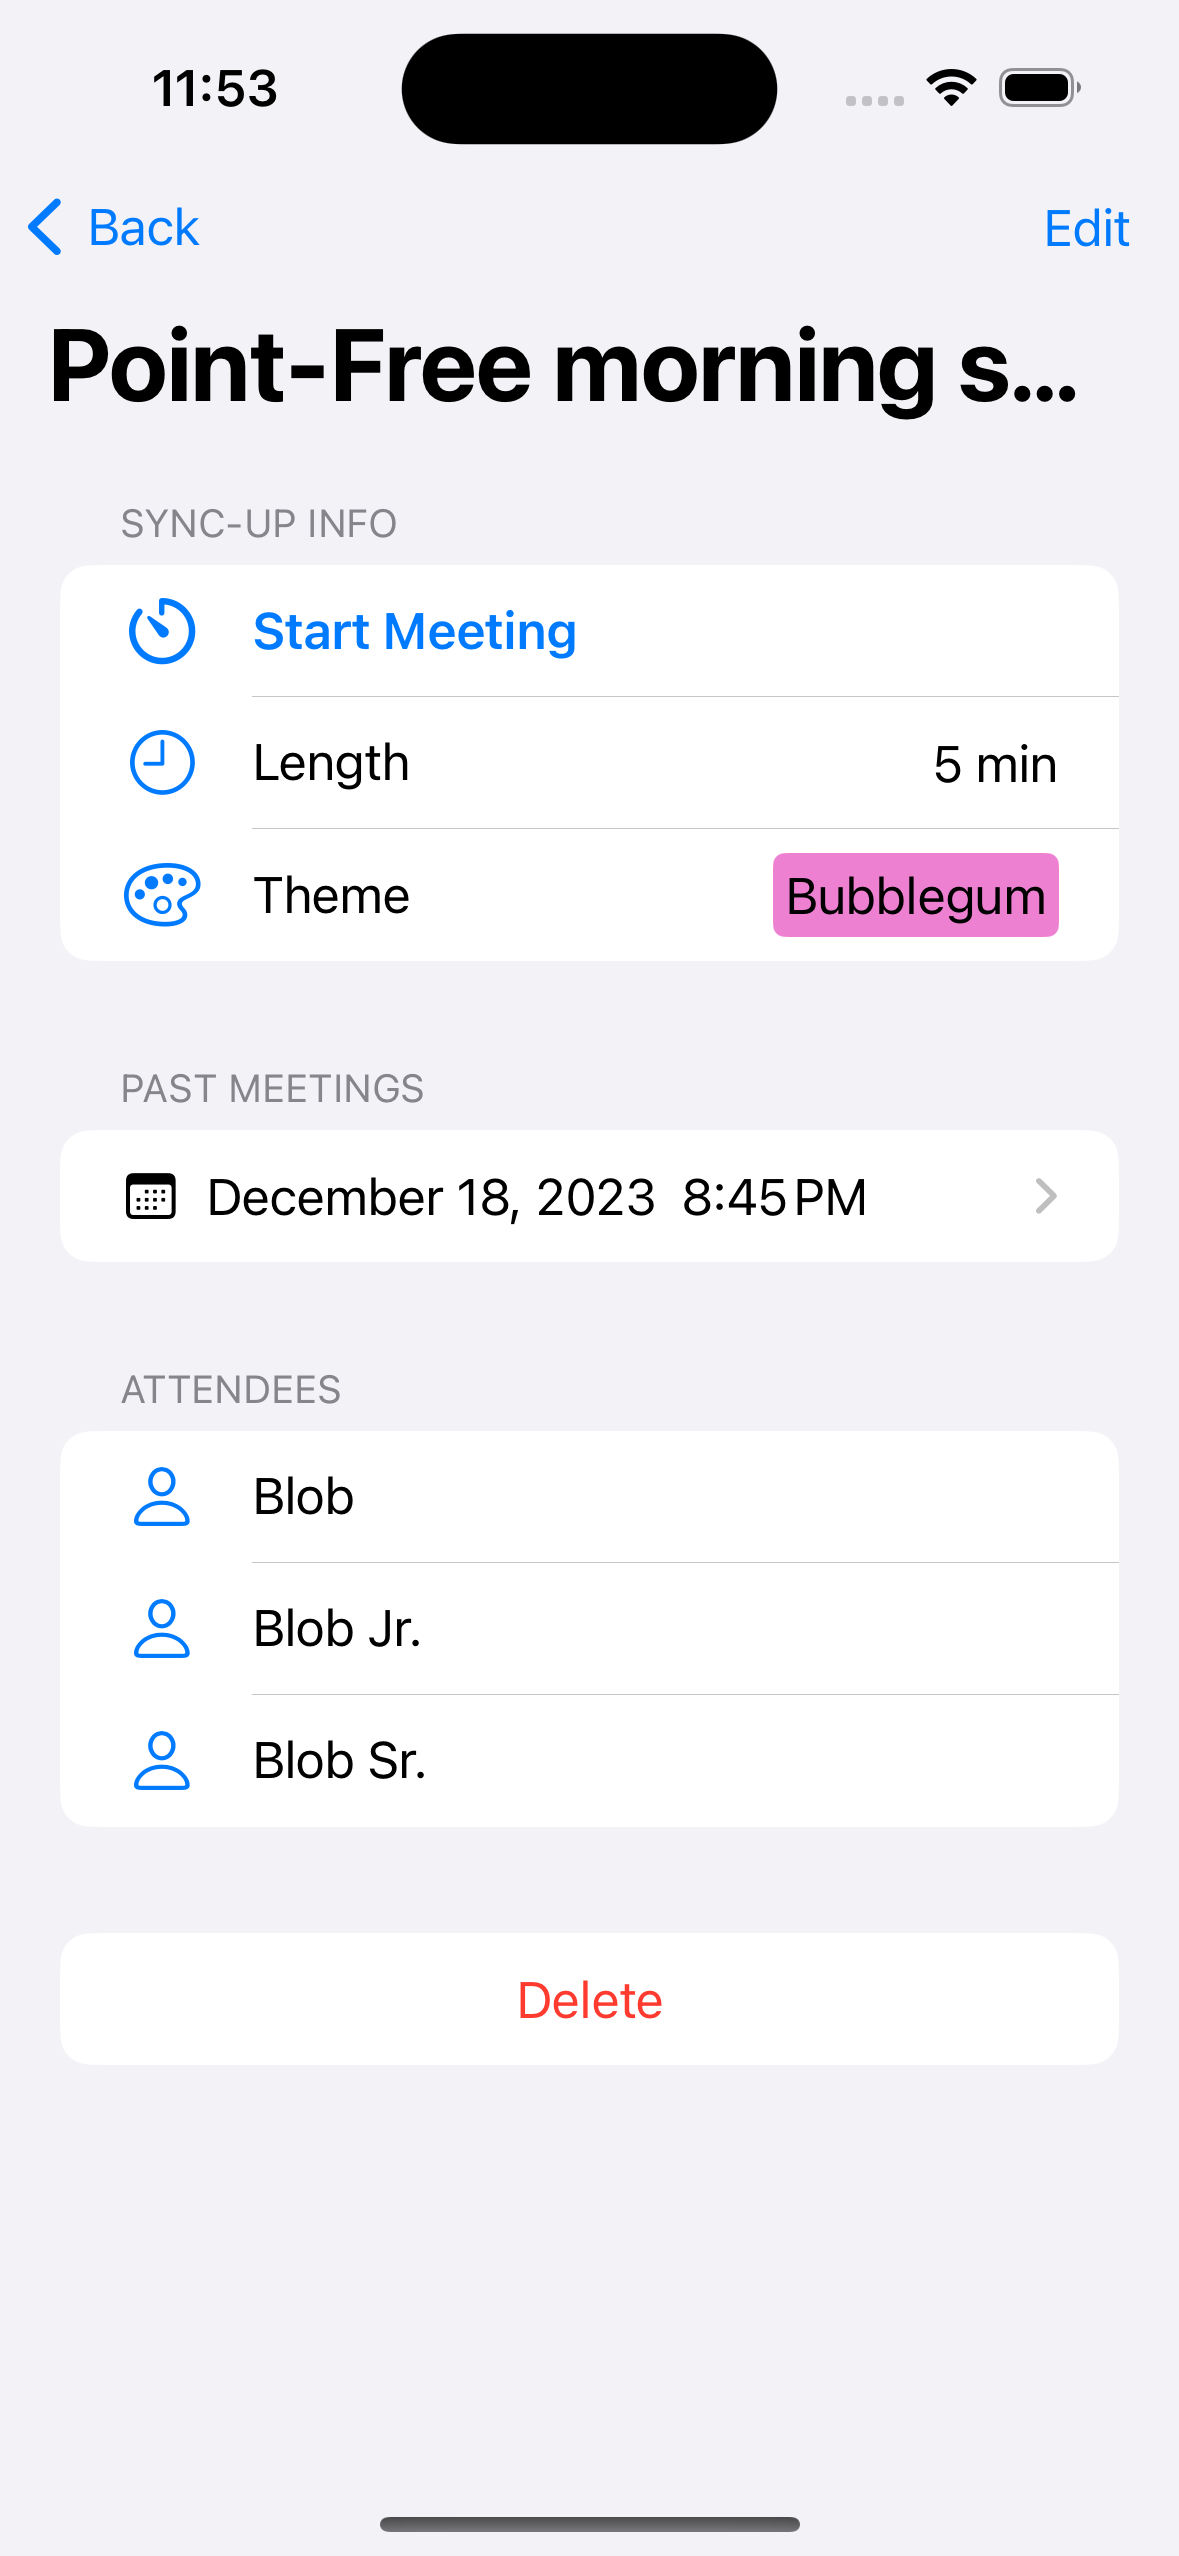 11:53
Back
Edit
Point-Free morning s...
SYNC-UP INFO
Start Meeting
Length
5 min
Theme
Bubblegum
PAST MEETINGS
December 18, 2023 8:45 PM
ATTENDEES
Blob
Blob Jr.
Blob Sr.
Delete